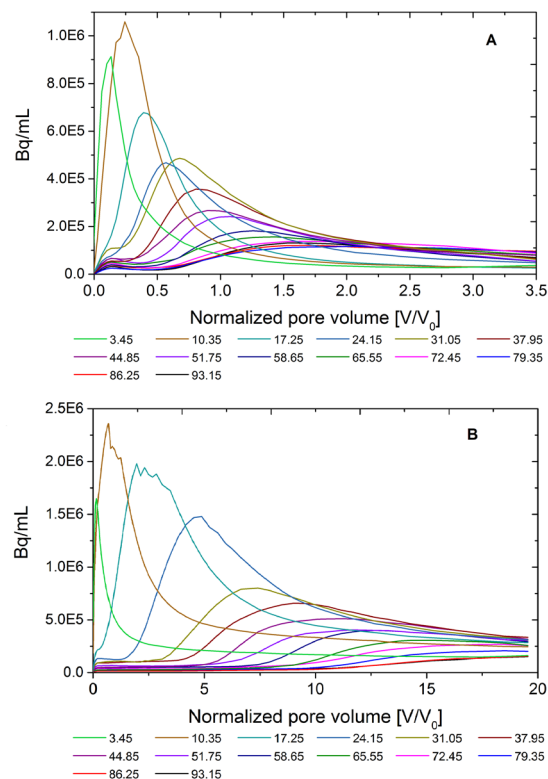 A
1.0E6
8.0E5
6.0E5
4.0E5
2.0E5
0.0
Bq/mL
0.0 0.5 1.0 1.5 2.0 2.5 3.0 3.5
Normalized pore volume [V/V0]
3.45 10.35 17.25 24.15 31.05 37.95
44.85 51.75 58.65 65.55 72.45 79.35
86.25 93.15
B
2.5E6
2.0E6
1.5E6
1.0E6
5.0E5
0.0
Bq/mL
0 5 10 15 20
Normalized pore volume [V/V0]
3.45 10.35 17.25 24.15 31.05 37.95
44.85 51.75 58.65 65.55 72.45 79.35
86.25 93.15